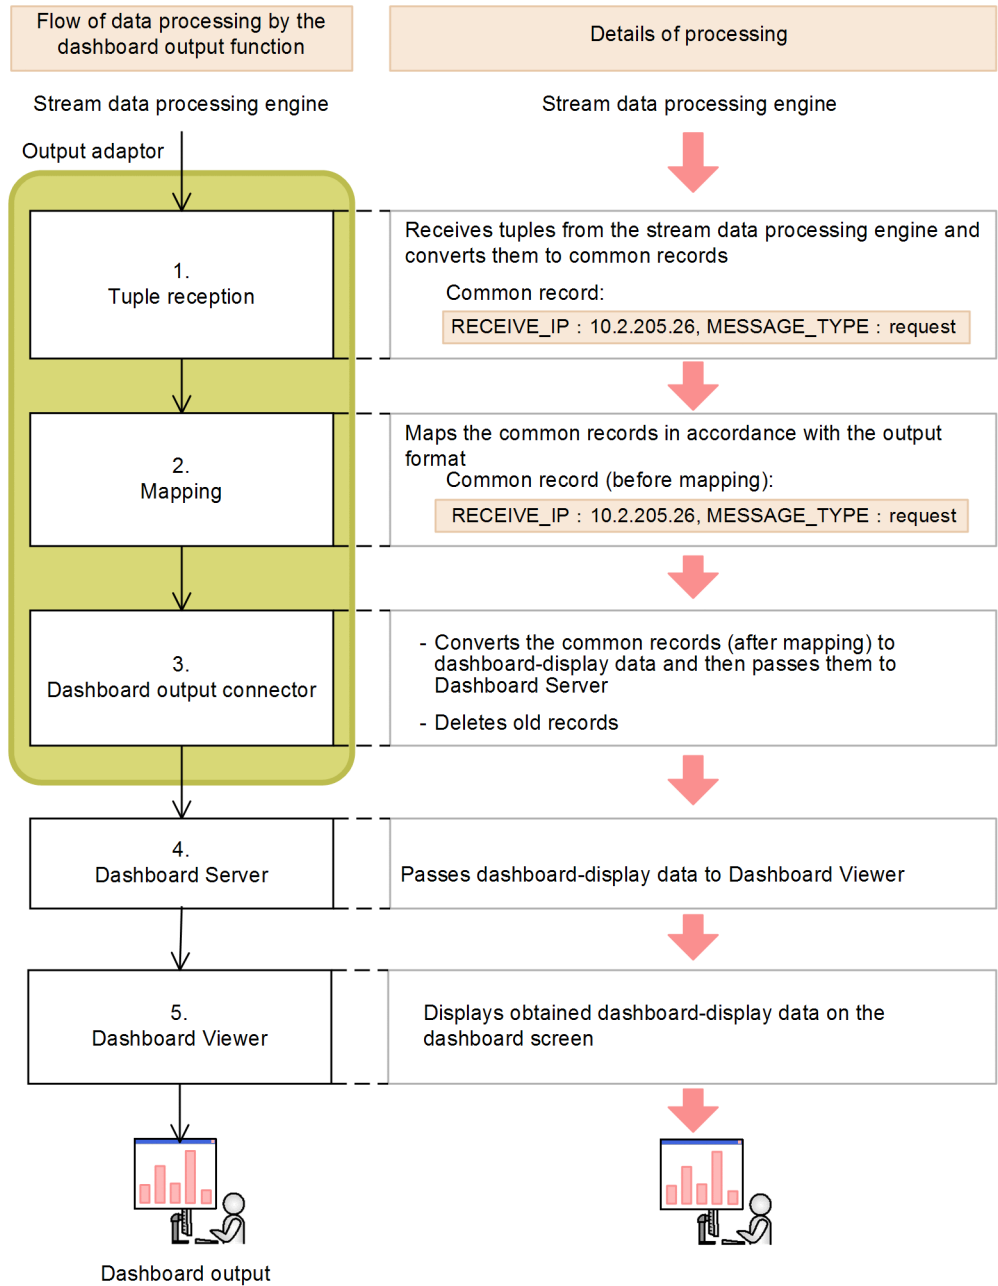 Flow of data processing by the
dashboard output function
Details of processing
Stream data processing engine
Stream data processing engine
Output adaptor
1.
Tuple reception
Receives tuples from the stream data processing engine and
converts them to common records
Common record:
RECEIVE_IP : 10.2.205.26, MESSAGE_TYPE : request
2.
Mapping
Maps the common records in accordance with the output
format
Common record (before mapping):
RECEIVE_IP : 10.2.205.26, MESSAGE_TYPE : request
3.
Dashboard output connector
- Converts the common records (after mapping) to
dashboard-display data and then passes them to
Dashboard Server
- Deletes old records
4.
Dashboard Server
Passes dashboard-display data to Dashboard Viewer
5.
Dashboard Viewer
Displays obtained dashboard-display data on the
dashboard screen
Dashboard output